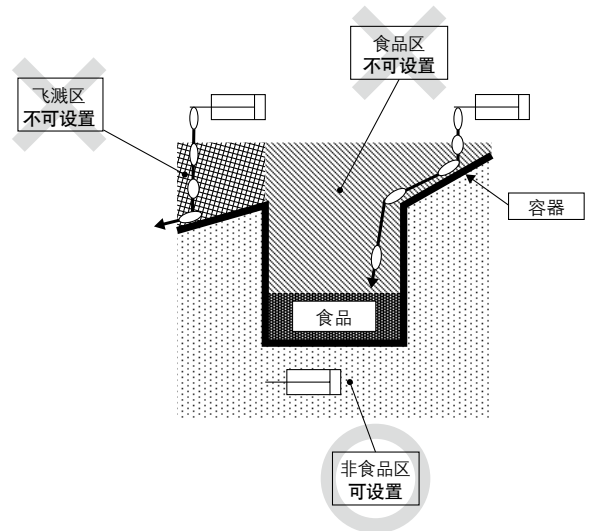 食品区
不可设置
飞溅区
不可设置
容器
食品
非食品区
可设置